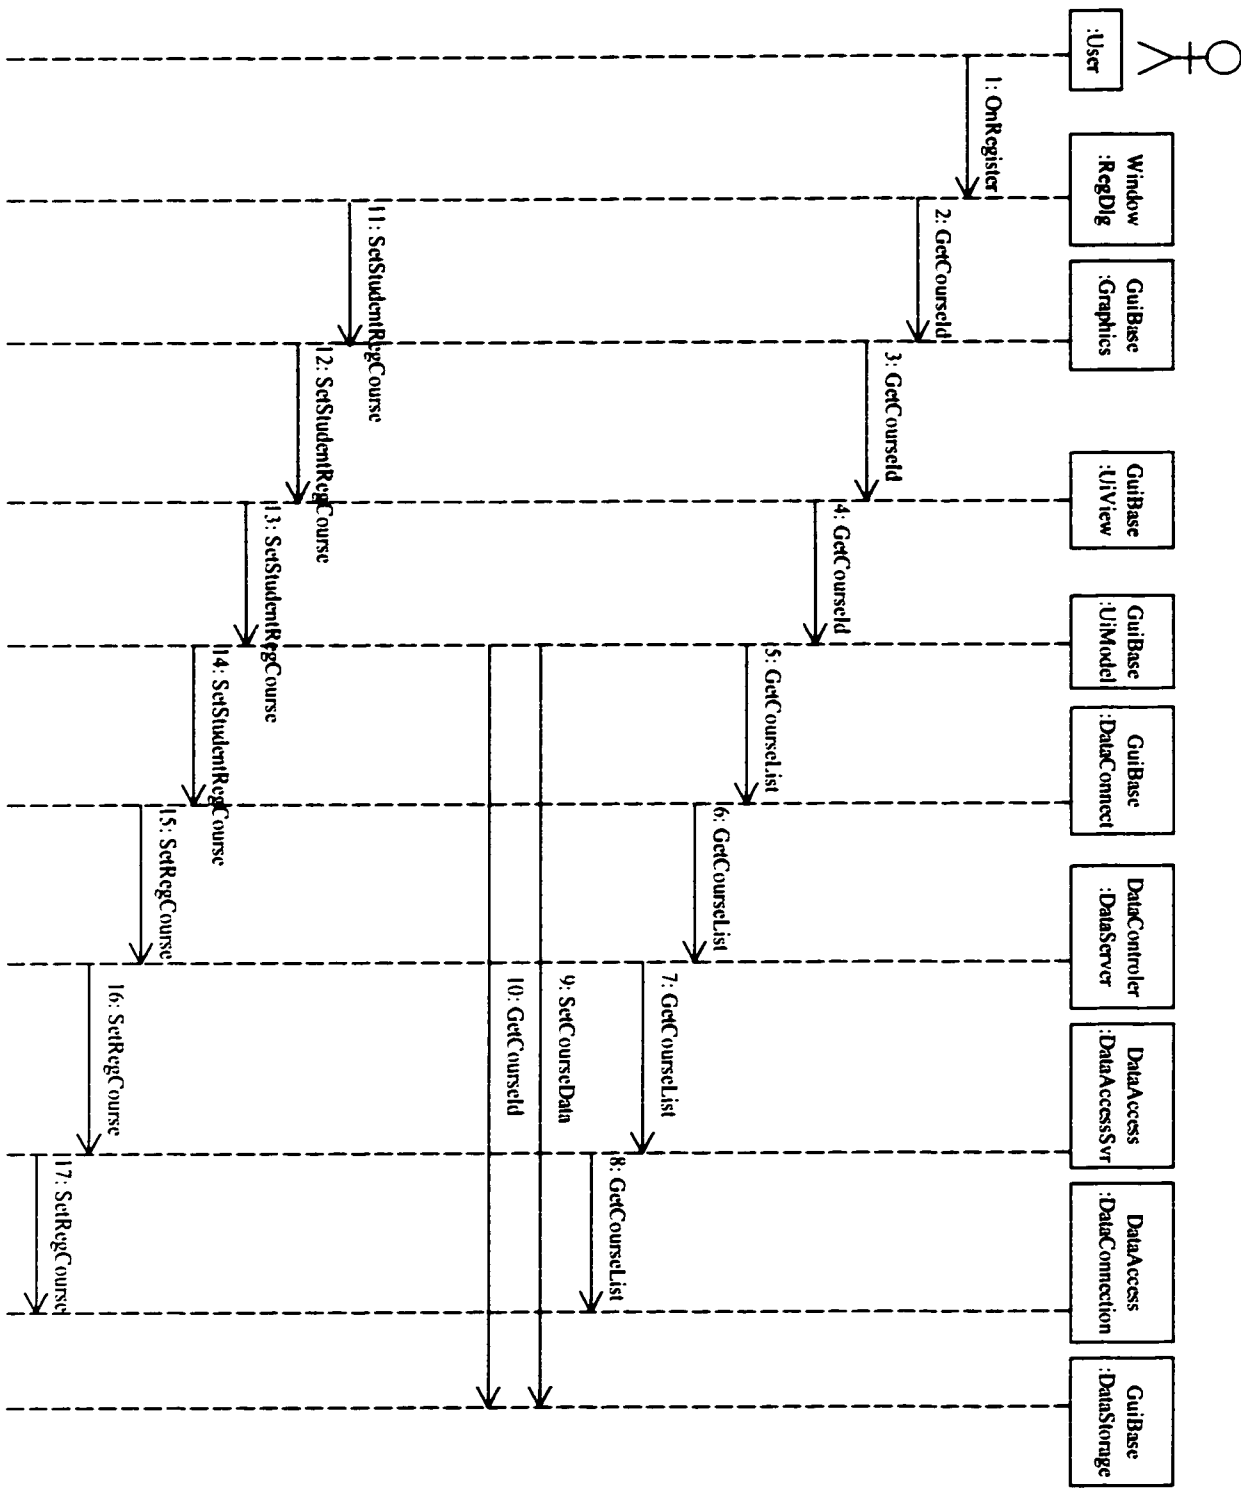 :User
Window
:RegDlg
GuiBase
:Graphics
GuiBase
:UiView
GuiBase
:UiModel
GuiBase
:DataConnect
DataControler
:DataServer
DataAccess
:DataAccessSvr
DataAccess
:DataConnection
GuiBase
:DataStorage
1: OnRegister
2: GetCourseId
3: GetCourseId
4: GetCourseId
5: GetCourseList
6: GetCourseList
7: GetCourseList
8: GetCourseList
9: SetCourseData
10: GetCourseId
11: SetStudentRegCourse
12: SetStudentRegCourse
13: SetStudentRegCourse
14: SetStudentRegCourse
15: SetRegCourse
16: SetRegCourse
17: SetRegCourse